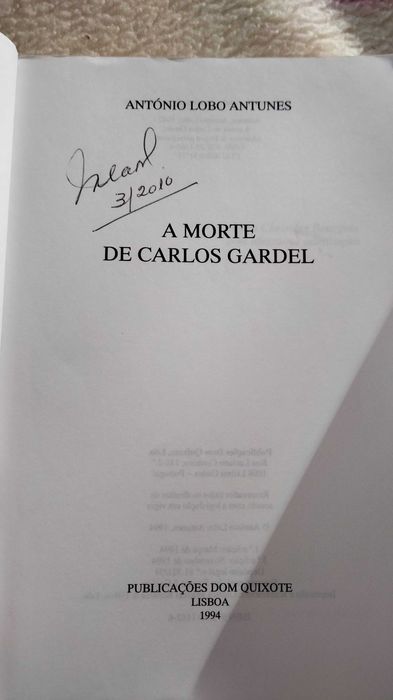 ANTÓNIO LOBO ANTUNES
3/2010
A MORTE
DE CARLOS GARDEL
PUBLICAÇÕES DOM QUIXOTE
LISBOA
1994